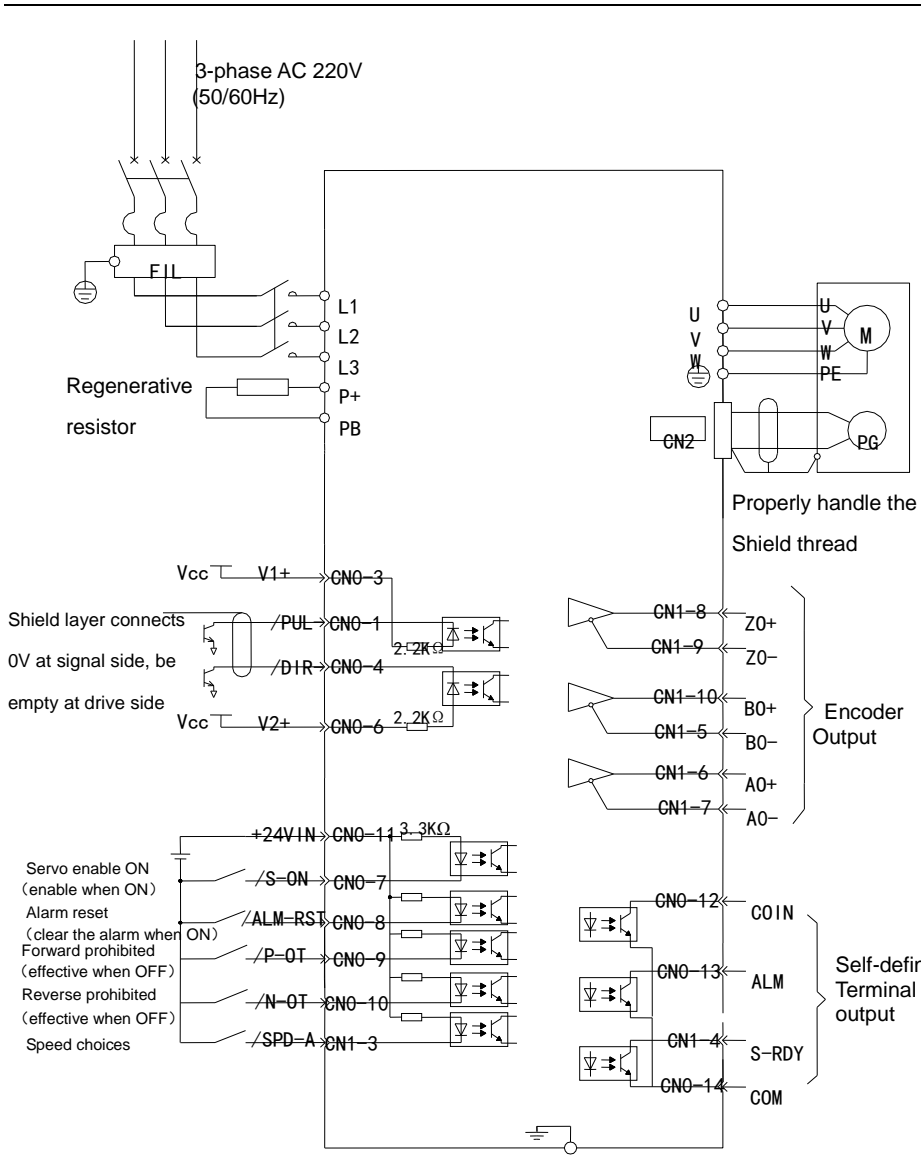 3-phase AC 220V
(50/60Hz)
FIL
L1
L2
L3
P+
PB
Regenerative
resistor
U
V
W
U
V
W
PE
M
CN2
PG
Properly handle the
Shield thread
Vcc
V1+
CN0-3
Shield layer connects
0V at signal side, be
empty at drive side
/PUL
CN0-1
2.2KΩ
/DIR
CN0-4
Vcc
V2+
CN0-6
2.2KΩ
CN1-8
Z0+
CN1-9
Z0-
CN1-10
B0+
CN1-5
B0-
CN1-6
A0+
CN1-7
A0-
Encoder
Output
+24VIN
CN0-11
3.3KΩ
Servo enable ON
(enable when ON)
/S-ON
CN0-7
Alarm reset
(clear the alarm when ON)
/ALM-RST
CN0-8
Forward prohibited
(effective when OFF)
/P-OT
CN0-9
Reverse prohibited
(effective when OFF)
/N-OT
CN0-10
Speed choices
/SPD-A
CN1-3
CN0-12
COIN
CN0-13
ALM
CN1-4
S-RDY
CN0-14
COM
Self-defin
Terminal
output